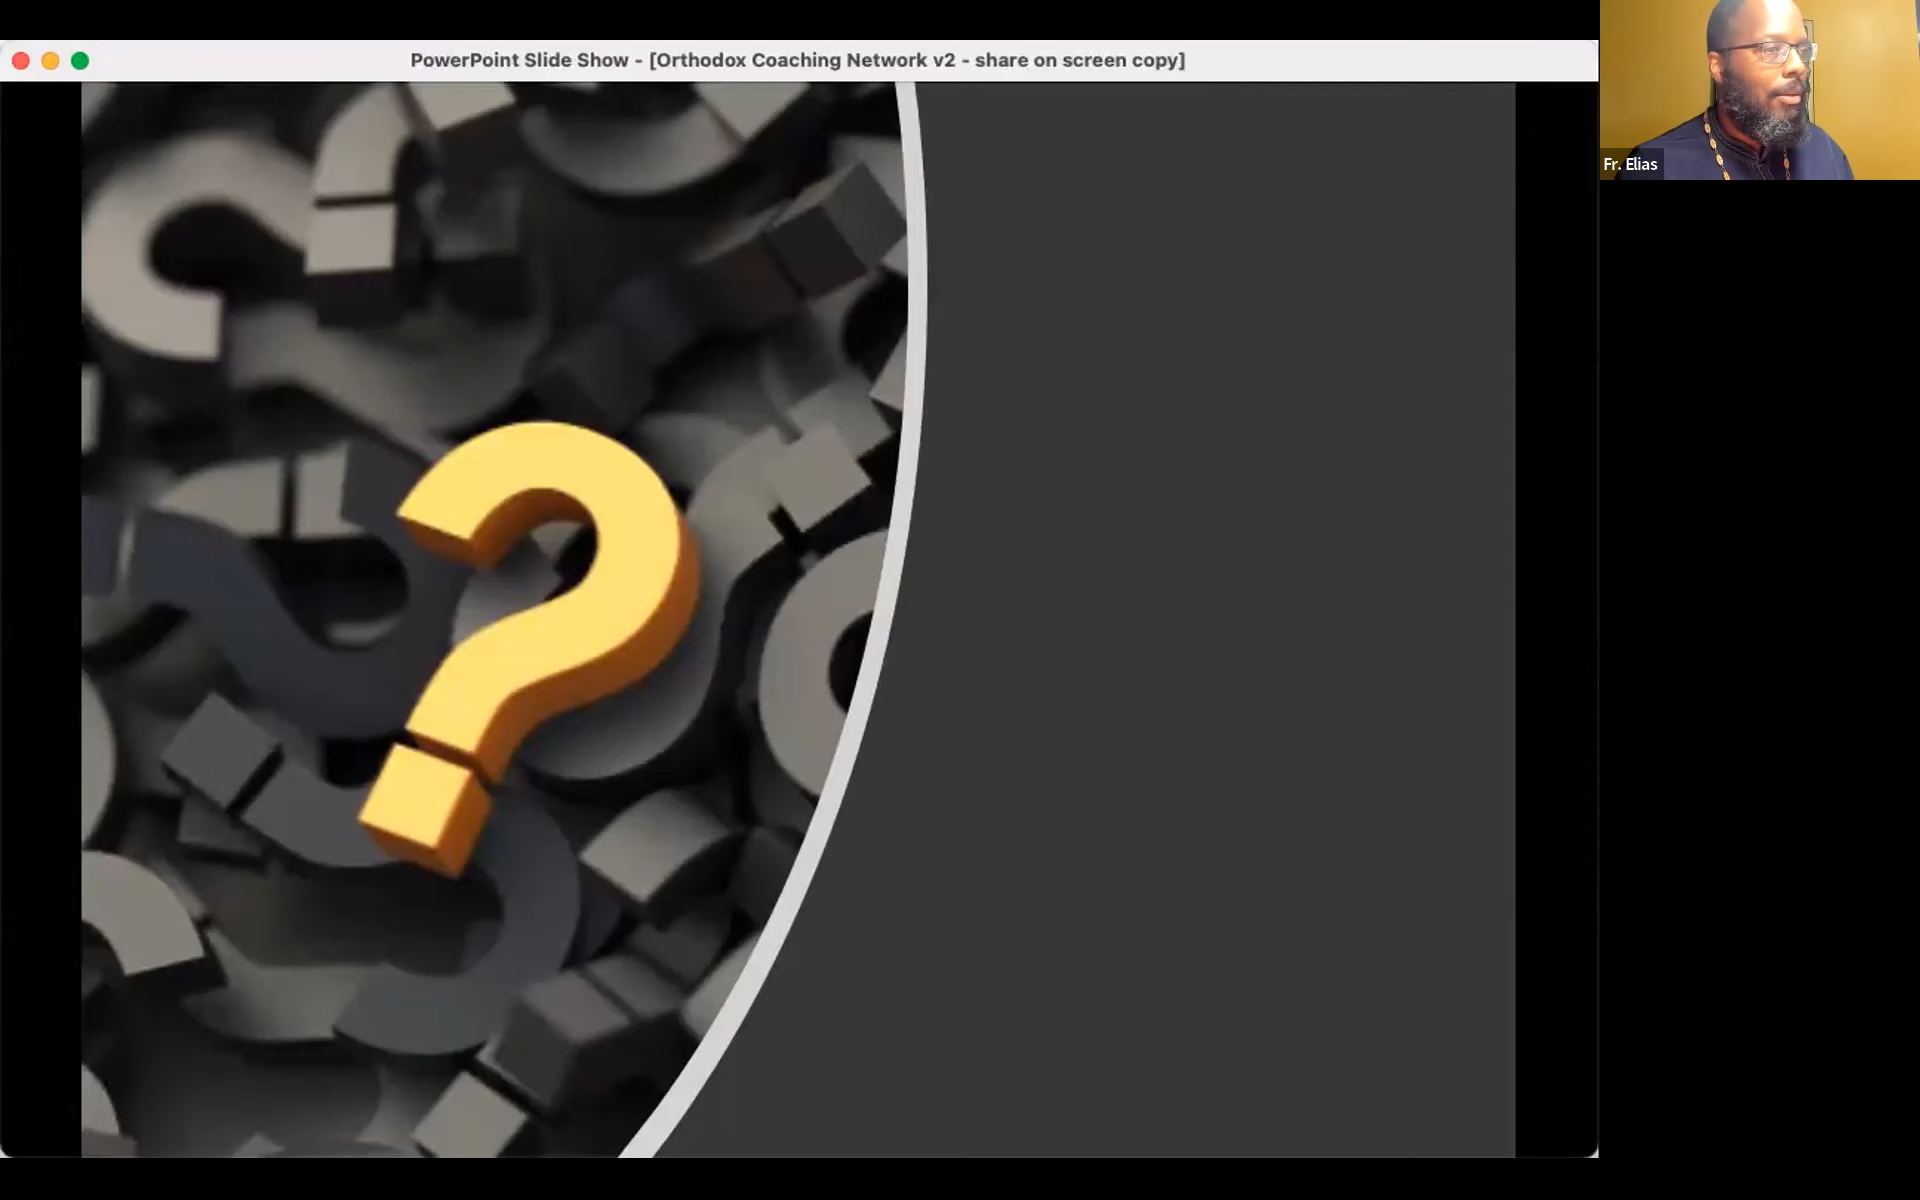 PowerPoint Slide Show - [Orthodox Coaching Network v2 - share on screen copy]
Fr. Elias
?